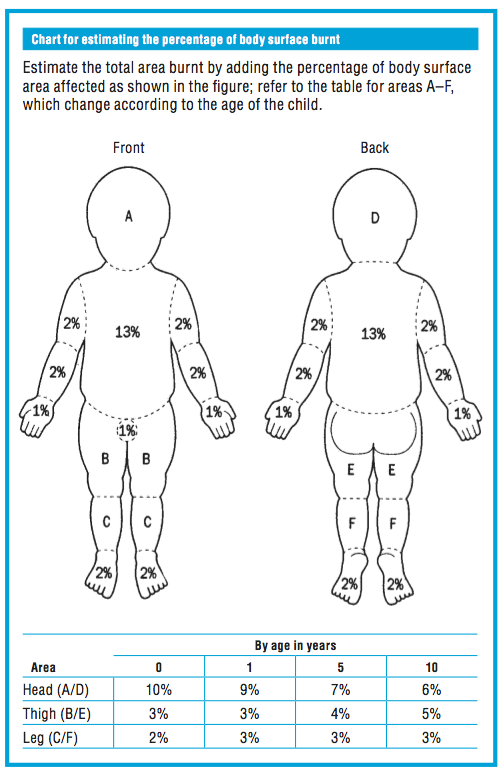 Chart for estimating the percentage of body surface burnt
Estimate the total area burnt by adding the percentage of body surface
area affected as shown in the figure; refer to the table for areas A–F,
which change according to the age of the child.
Front Back
A D
2% 13% 2% 2% 13% 2%
2% 2% 2% 2%
1% 1% 1% 1%
1%
B B E E
C C F F
2% 2% 2% 2%
By age in years
Area 0 1 5 10
Head (A/D) 10% 9% 7% 6%
Thigh (B/E) 3% 3% 4% 5%
Leg (C/F) 2% 3% 3% 3%